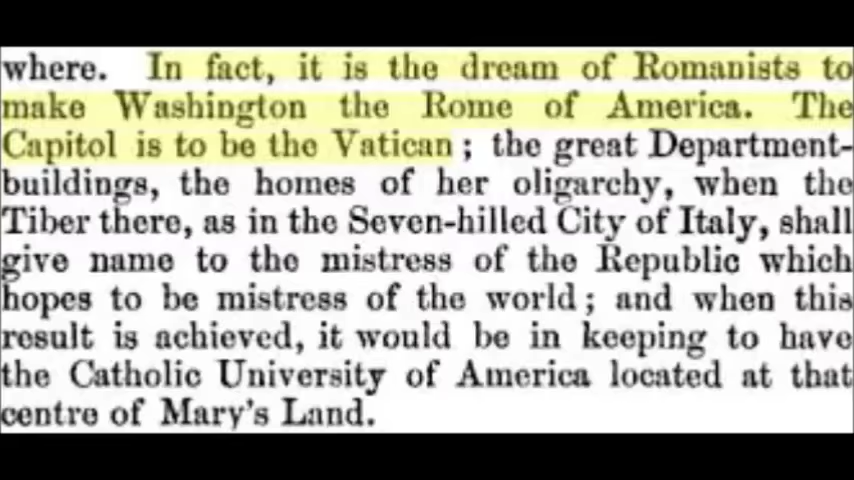 where. In fact, it is the dream of Romanists to
make Washington the Rome of America. The
Capitol is to be the Vatican ; the great Department-
buildings, the homes of her oligarchy, when the
Tiber there, as in the Seven-hilled City of Italy, shall
give name to the mistress of the Republic which
hopes to be mistress of the world ; and when this
result is achieved, it would be in keeping to have
the Catholic University of America located at that
centre of Mary's Land.